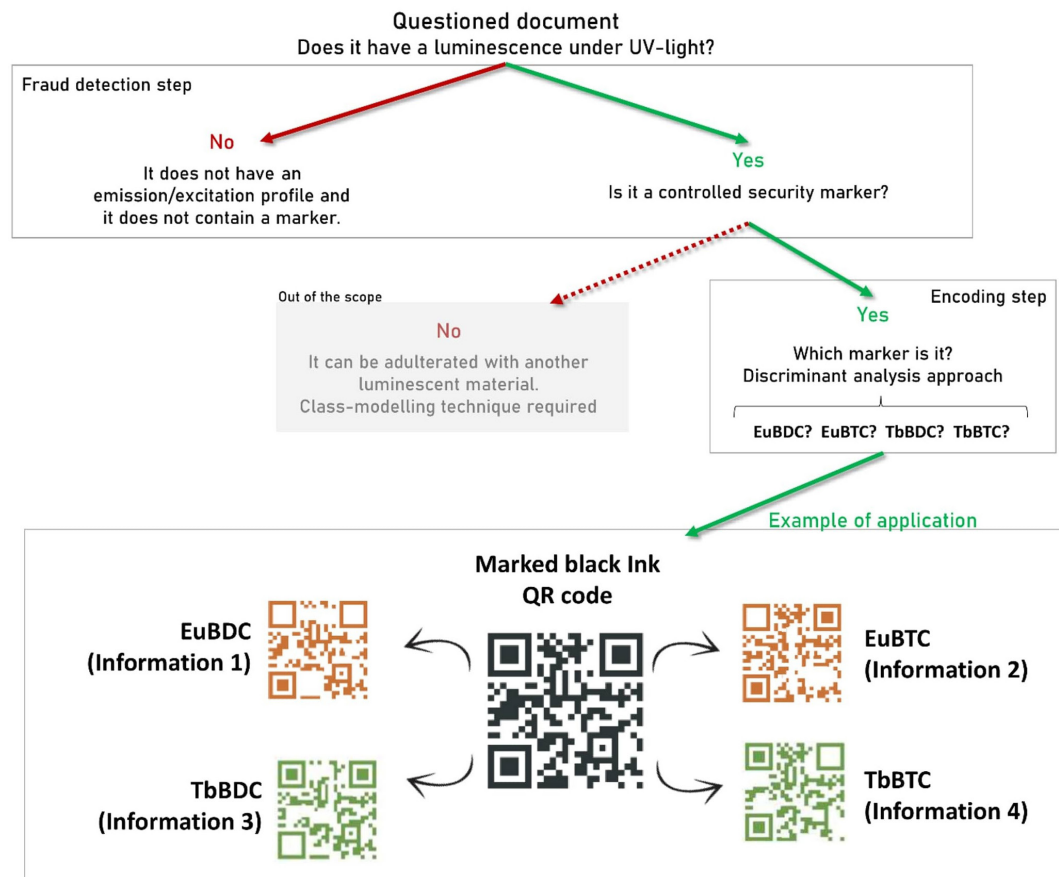 Questioned document
Does it have a luminescence under UV-light?
Fraud detection step
No
It does not have an
emission/excitation profile and
it does not contain a marker.
Yes
Is it a controlled security marker?
Out of the scope
No
It can be adulterated with another
luminescent material.
Class-modelling technique required
Encoding step
Yes
Which marker is it?
Discriminant analysis approach
EuBDC? EuBTC? TbBDC? TbBTC?
Example of application
Marked black Ink
QR code
EuBDC
(Information 1)
EuBTC
(Information 2)
TbBDC
(Information 3)
TbBTC
(Information 4)